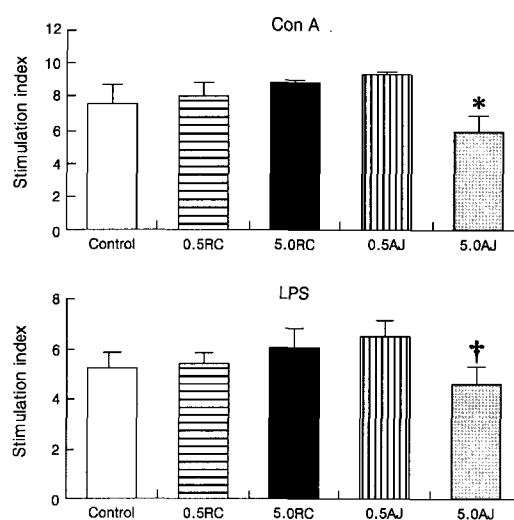 Con A
Stimulation index
12
10
8
6
4
2
0
*
Control 0.5RC 5.0RC 0.5AJ 5.0AJ
LPS
Stimulation index
8
6
4
2
0
†
Control 0.5RC 5.0RC 0.5AJ 5.0AJ